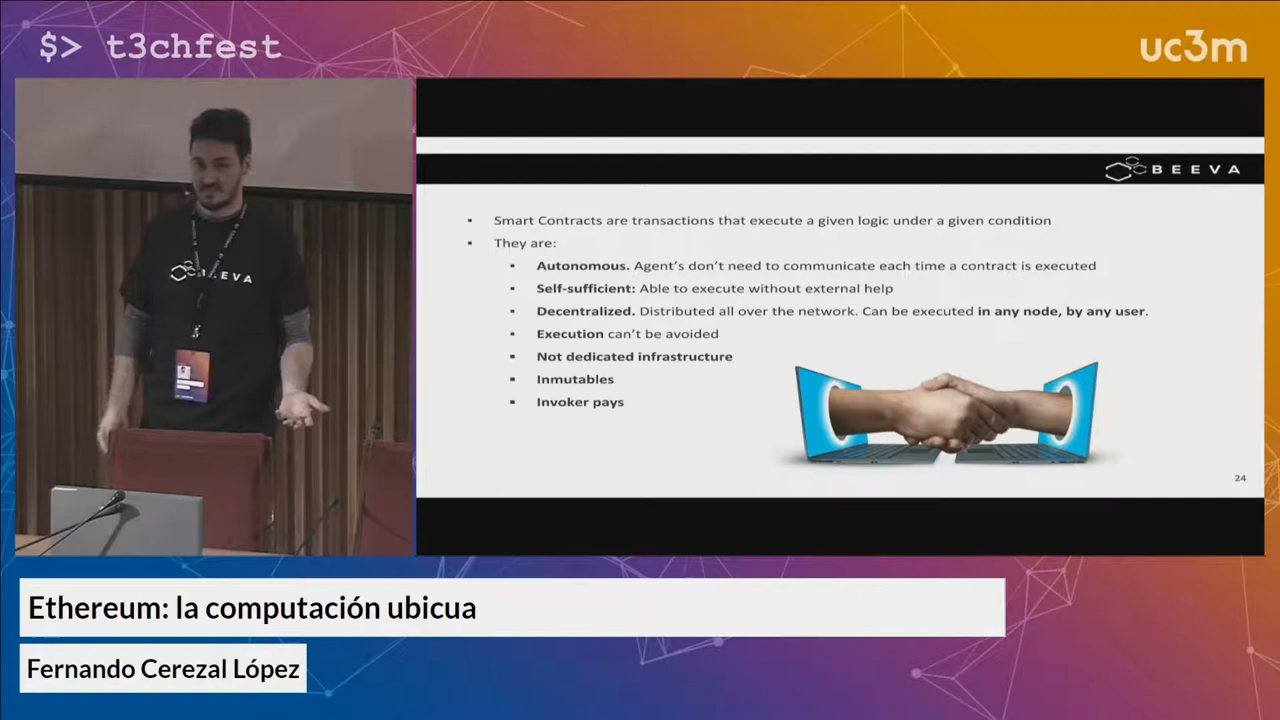 $> t3chfest
uc3m
BEEVA
BEEVA
Smart Contracts are transactions that execute a given logic under a given condition
They are:
Autonomous. Agent's don't need to communicate each time a contract is executed
Self-sufficient: Able to execute without external help
Decentralized. Distributed all over the network. Can be executed in any node, by any user.
Execution can't be avoided
Not dedicated infrastructure
Inmutables
Invoker pays
24
Ethereum: la computación ubicua
Fernando Cerezal López